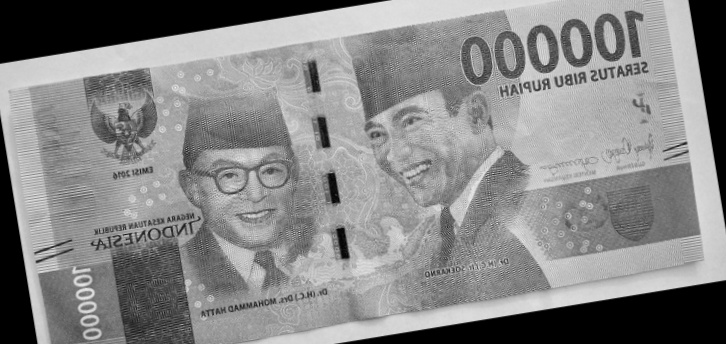 100000
SERATUS RIBU RUPIAH
EMISI 2016
NEGARA KESATUAN REPUBLIK
INDONESIA
100000
Dr. (H.C.) Drs. MOHAMMAD HATTA
Dr. (H.C.) Ir. SOEKARNO